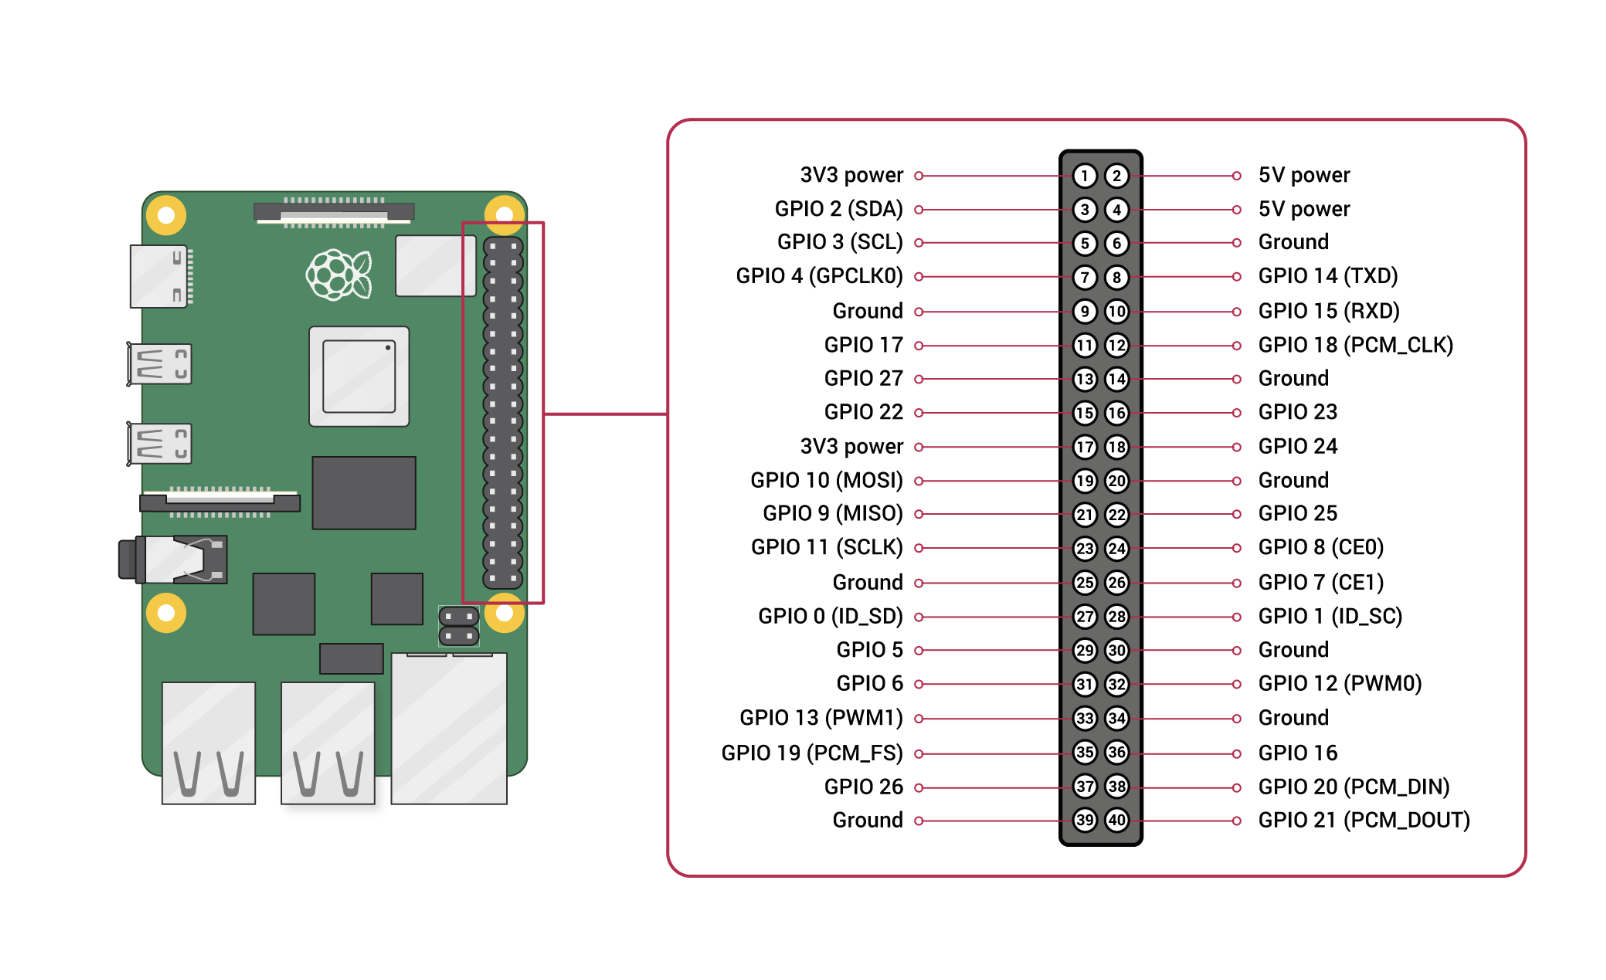 3V3 power 1 2 5V power
GPIO 2 (SDA) 3 4 5V power
GPIO 3 (SCL) 5 6 Ground
GPIO 4 (GPCLK0) 7 8 GPIO 14 (TXD)
Ground 9 10 GPIO 15 (RXD)
GPIO 17 11 12 GPIO 18 (PCM_CLK)
GPIO 27 13 14 Ground
GPIO 22 15 16 GPIO 23
3V3 power 17 18 GPIO 24
GPIO 10 (MOSI) 19 20 Ground
GPIO 9 (MISO) 21 22 GPIO 25
GPIO 11 (SCLK) 23 24 GPIO 8 (CE0)
Ground 25 26 GPIO 7 (CE1)
GPIO 0 (ID_SD) 27 28 GPIO 1 (ID_SC)
GPIO 5 29 30 Ground
GPIO 6 31 32 GPIO 12 (PWM0)
GPIO 13 (PWM1) 33 34 Ground
GPIO 19 (PCM_FS) 35 36 GPIO 16
GPIO 26 37 38 GPIO 20 (PCM_DIN)
Ground 39 40 GPIO 21 (PCM_DOUT)